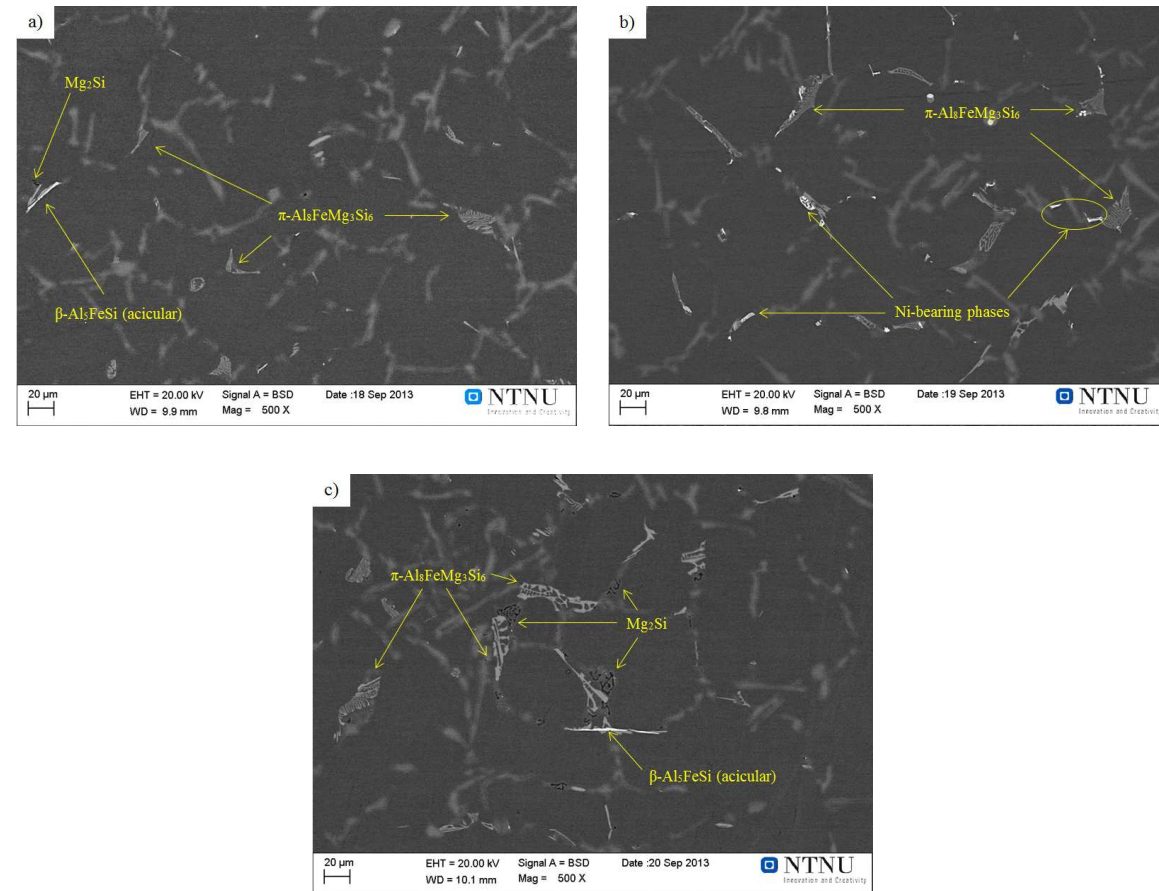 a)
Mg₂Si
π-Al₈FeMg₃Si₆
β-Al₅FeSi (acicular)
20 µm
EHT = 20.00 kV Signal A = BSD Date :18 Sep 2013
WD = 9.9 mm Mag = 500 X
NTNU
Innovation and Creativity
b)
π-Al₈FeMg₃Si₆
Ni-bearing phases
20 µm
EHT = 20.00 kV Signal A = BSD Date :19 Sep 2013
WD = 9.8 mm Mag = 500 X
NTNU
Innovation and Creativity
c)
π-Al₈FeMg₃Si₆
Mg₂Si
β-Al₅FeSi (acicular)
20 µm
EHT = 20.00 kV Signal A = BSD Date :20 Sep 2013
WD = 10.1 mm Mag = 500 X
NTNU
Innovation and Creativity